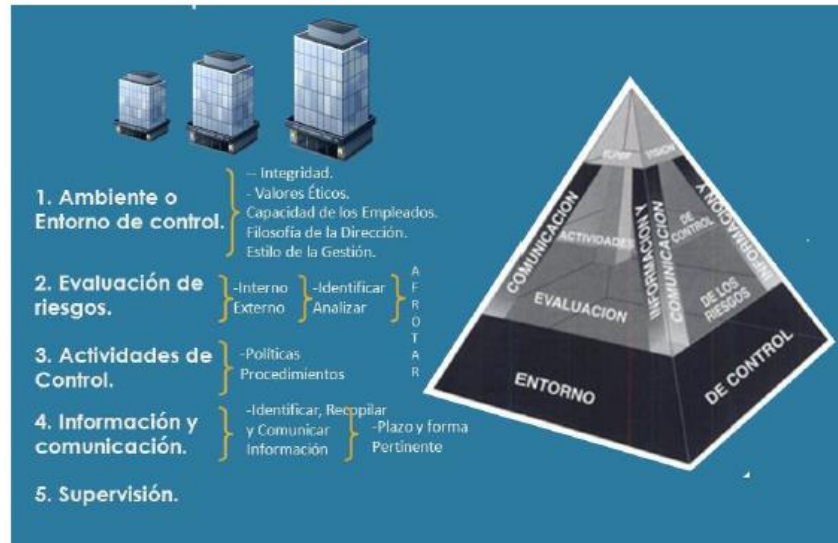 1. Ambiente o
Entorno de control.
-- Integridad.
- Valores Éticos.
Capacidad de los Empleados.
Filosofía de la Dirección.
Estilo de la Gestión.
2. Evaluación de
riesgos.
-Interno
Externo
-Identificar
Analizar
A
F
R
O
T
A
R
3. Actividades de
Control.
-Políticas
Procedimientos
4. Información y
comunicación.
-Identificar, Recopilar
y Comunicar
Información
-Plazo y forma
Pertinente
5. Supervisión.
VISION
COMUNICACION
INFORMACION Y
COMUNICACION
INFORMACION Y
ACTIVIDADES
DE CONTROL
EVALUACION
DE LOS
RIESGOS
ENTORNO
DE CONTROL